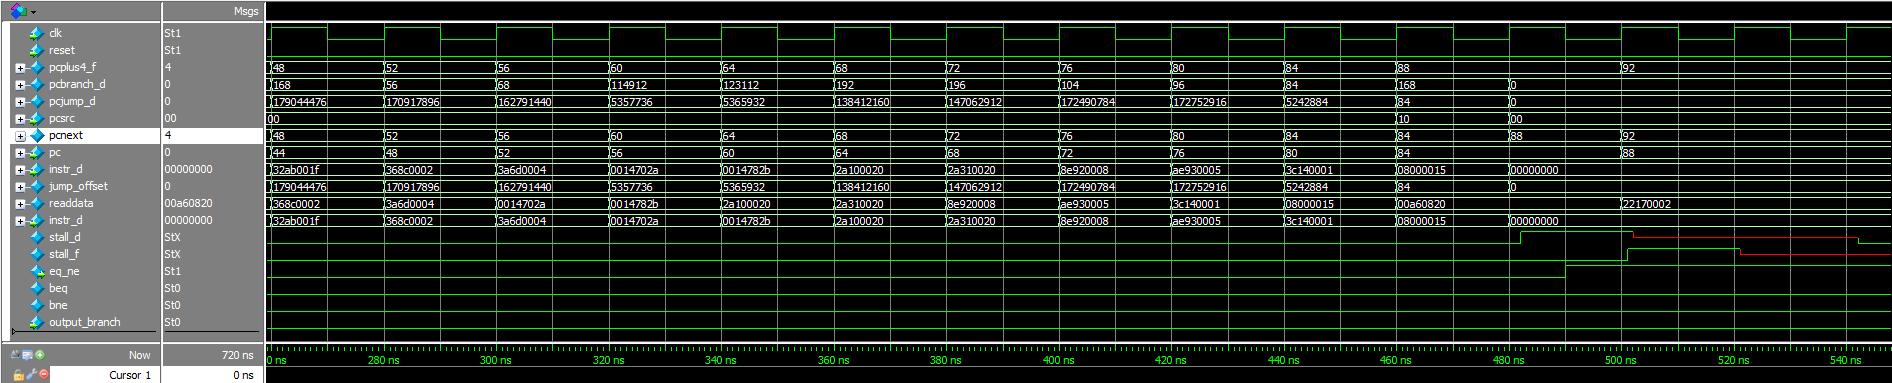 Msgs
clk St1
reset St1
pcplus4_f 4 48 52 56 60 64 68 72 76 80 84 88 92
pcbranch_d 0 168 56 68 114912 123112 192 196 104 96 84 168 0
pcjump_d 0 179044476 170917896 162791440 5357736 5365932 138412160 147062912 172490784 172752916 5242884 84 0
pcsrc 00 00 10 00
pcnext 4 48 52 56 60 64 68 72 76 80 84 84 88 92
pc 0 44 48 52 56 60 64 68 72 76 80 84 88
instr_d 00000000 32ab001f 368c0002 3a6d0004 0014702a 0014782b 2a100020 2a310020 8e920008 ae930005 3c140001 08000015 00000000
jump_offset 0 179044476 170917896 162791440 5357736 5365932 138412160 147062912 172490784 172752916 5242884 84 0
readdata 00a60820 368c0002 3a6d0004 0014702a 0014782b 2a100020 2a310020 8e920008 ae930005 3c140001 08000015 00a60820 22170002
instr_d 00000000 32ab001f 368c0002 3a6d0004 0014702a 0014782b 2a100020 2a310020 8e920008 ae930005 3c140001 08000015 00000000
stall_d StX
stall_f StX
eq_ne St1
beq St0
bne St0
output_branch St0
Now 720 ns 0 ns 280 ns 300 ns 320 ns 340 ns 360 ns 380 ns 400 ns 420 ns 440 ns 460 ns 480 ns 500 ns 520 ns 540 ns
Cursor 1 0 ns